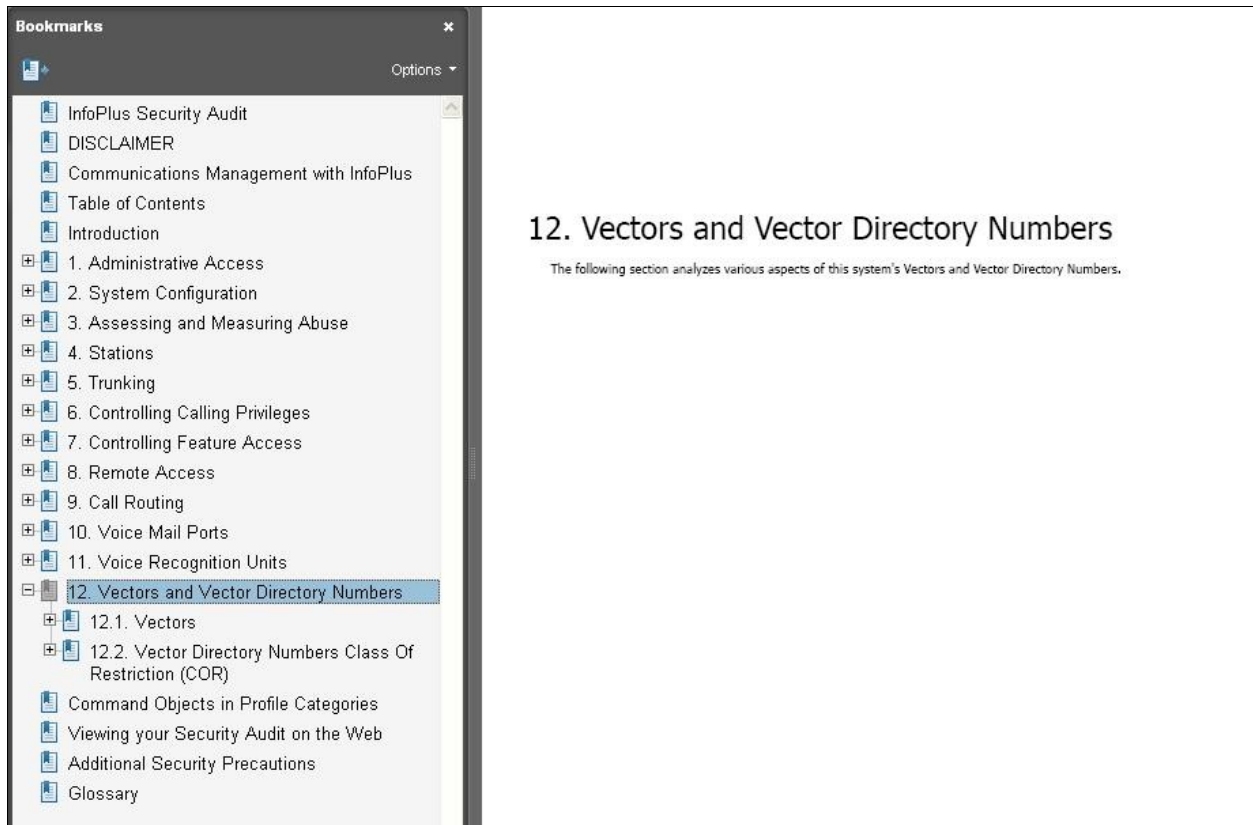 Bookmarks
Options
InfoPlus Security Audit
DISCLAIMER
Communications Management with InfoPlus
Table of Contents
Introduction
1. Administrative Access
2. System Configuration
3. Assessing and Measuring Abuse
4. Stations
5. Trunking
6. Controlling Calling Privileges
7. Controlling Feature Access
8. Remote Access
9. Call Routing
10. Voice Mail Ports
11. Voice Recognition Units
12. Vectors and Vector Directory Numbers
12.1. Vectors
12.2. Vector Directory Numbers Class Of
Restriction (COR)
Command Objects in Profile Categories
Viewing your Security Audit on the Web
Additional Security Precautions
Glossary
12. Vectors and Vector Directory Numbers
The following section analyzes various aspects of this system's Vectors and Vector Directory Numbers.